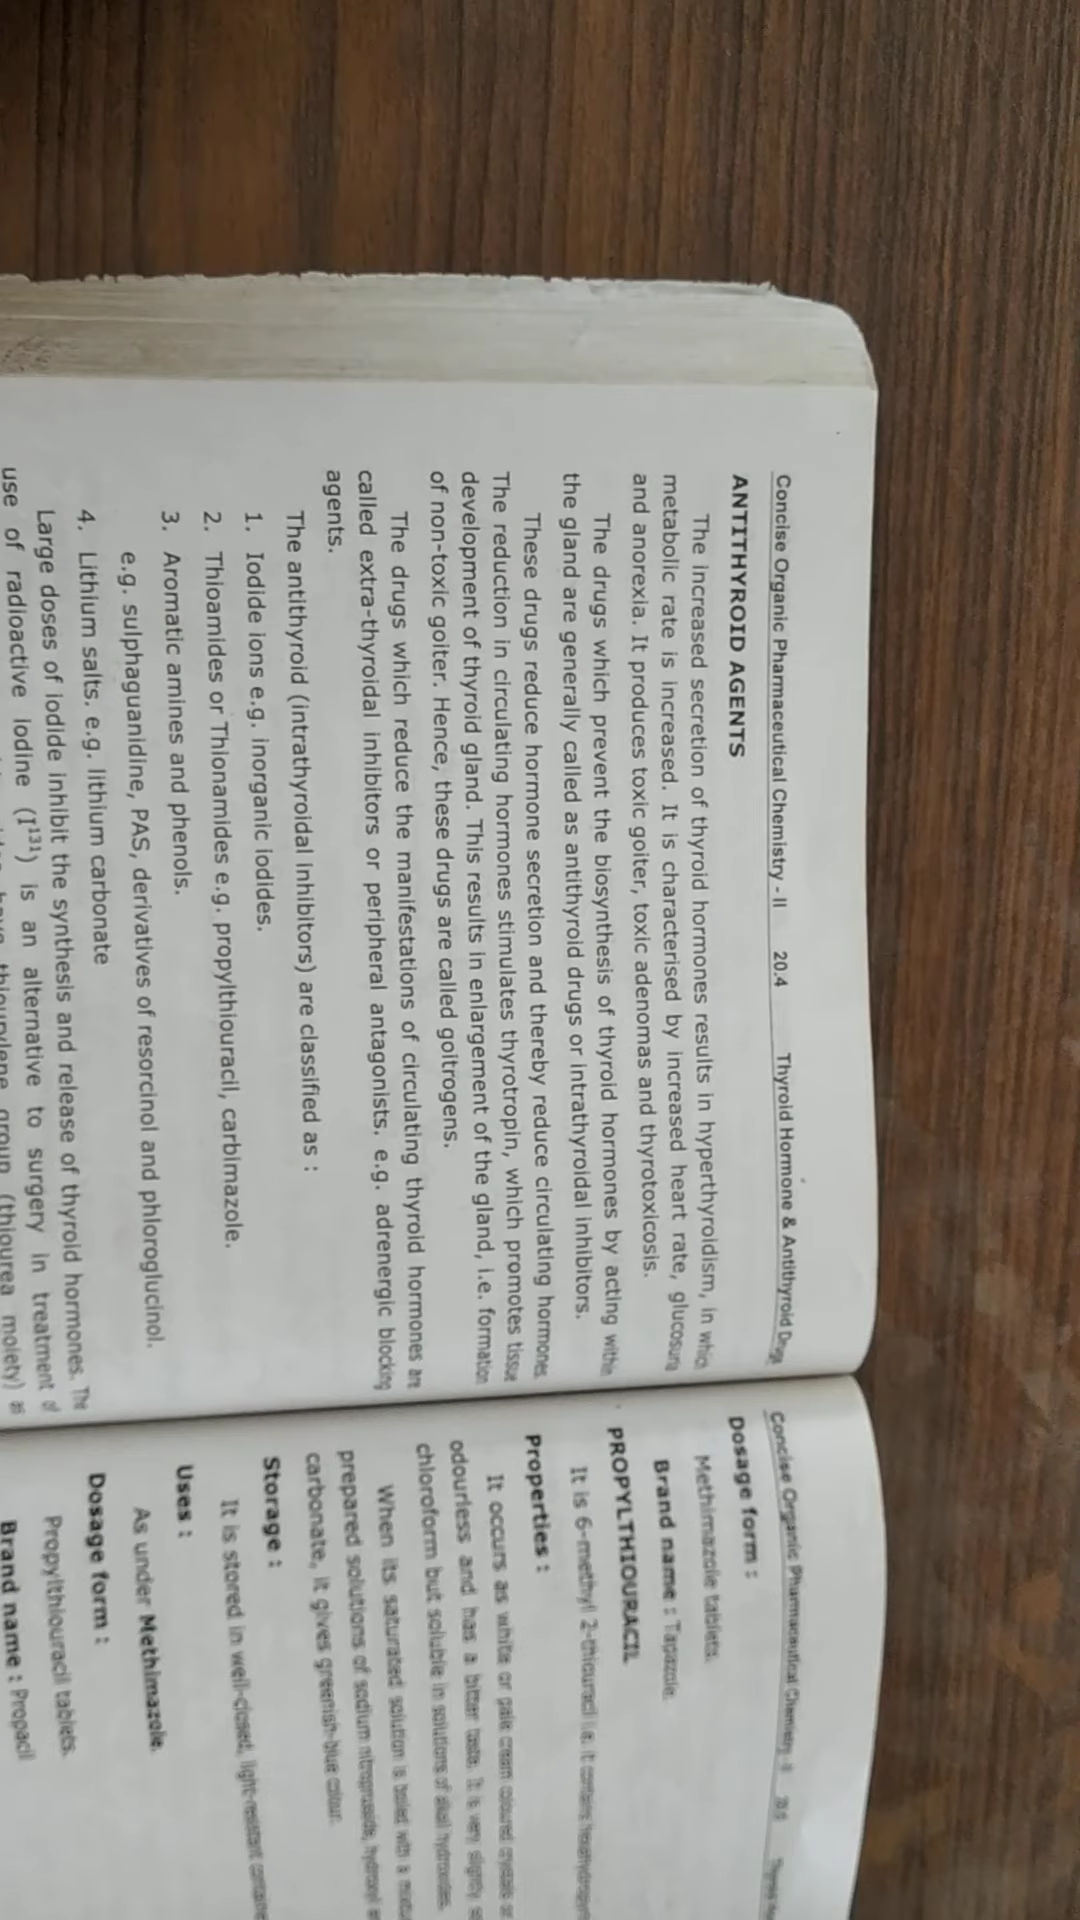 Concise Organic Pharmaceutical Chemistry - II 20.4 Thyroid Hormone & Antithyroid Drugs
ANTITHYROID AGENTS
The increased secretion of thyroid hormones results in hyperthyroidism, in which
metabolic rate is increased. It is characterised by increased heart rate, glucosuria
and anorexia. It produces toxic goiter, toxic adenomas and thyrotoxicosis.
The drugs which prevent the biosynthesis of thyroid hormones by acting within
the gland are generally called as antithyroid drugs or intrathyroidal inhibitors.
These drugs reduce hormone secretion and thereby reduce circulating hormones.
The reduction in circulating hormones stimulates thyrotropin, which promotes tissue
development of thyroid gland. This results in enlargement of the gland, i.e. formation
of non-toxic goiter. Hence, these drugs are called goitrogens.
The drugs which reduce the manifestations of circulating thyroid hormones are
called extra-thyroidal inhibitors or peripheral antagonists. e.g. adrenergic blocking
agents.
The antithyroid (intrathyroidal inhibitors) are classified as :
1. Iodide ions e.g. inorganic iodides.
2. Thioamides or Thionamides e.g. propylthiouracil, carbimazole.
3. Aromatic amines and phenols.
e.g. sulphaguanidine, PAS, derivatives of resorcinol and phloroglucinol.
4. Lithium salts. e.g. lithium carbonate
Large doses of iodide inhibit the synthesis and release of thyroid hormones. The
use of radioactive iodine (I¹³¹) is an alternative to surgery in treatment of
have thioureylene group (thiourea moiety) as
Concise Organic Pharmaceutical Chemistry - II
Dosage form :
Methimazole tablets.
Brand name : Tapazole.
PROPYLTHIOURACIL
It is 6-methyl 2-thiouracil i.e. it contains
Properties :
It occurs as white or pale cream coloured crystals or
odourless and has a bitter taste. It is very slightly
chloroform but soluble in solutions of alkali hydroxides.
When its saturated solution is boiled with a
prepared solutions of sodium nitroprusside,
carbonate, it gives greenish-blue colour.
Storage :
It is stored in well-closed, light-resistant
Uses :
As under Methimazole.
Dosage form :
Propylthiouracil tablets.
Brand name : Propacil